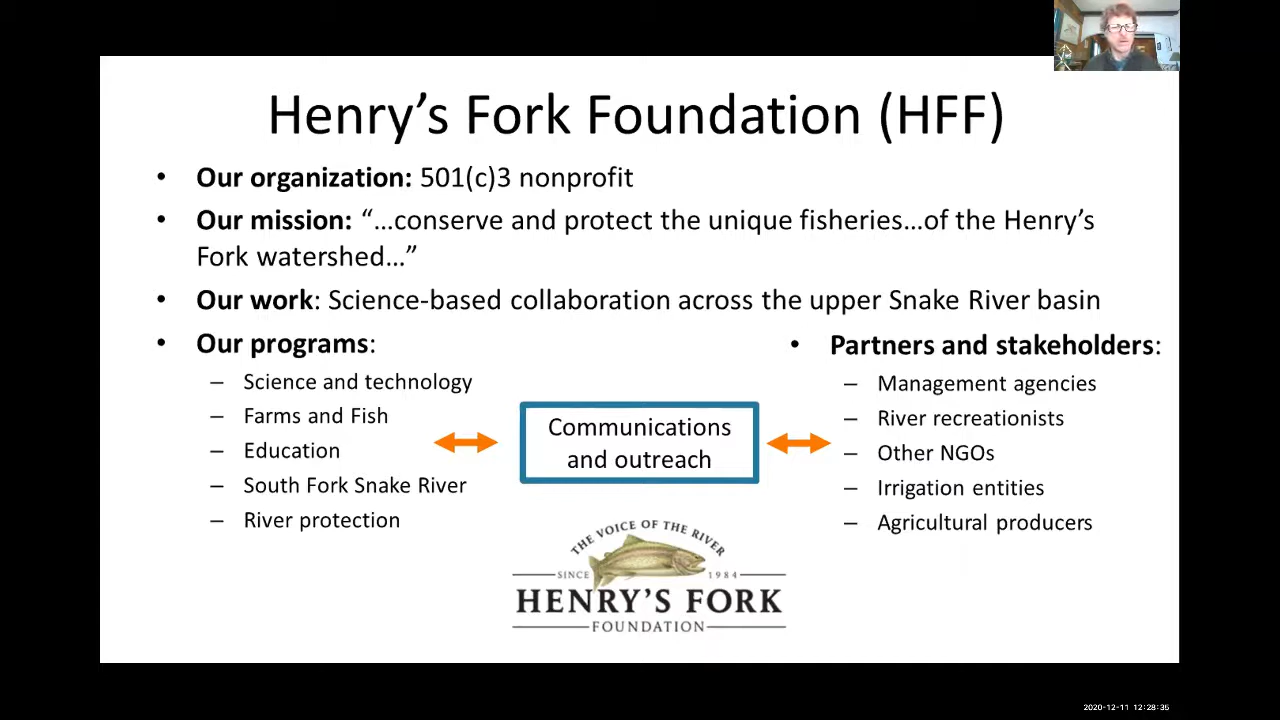 Henry’s Fork Foundation (HFF)
• Our organization: 501(c)3 nonprofit
• Our mission: “…conserve and protect the unique fisheries…of the Henry’s
Fork watershed…”
• Our work: Science-based collaboration across the upper Snake River basin
• Our programs:
– Science and technology
– Farms and Fish
– Education
– South Fork Snake River
– River protection
Communications
and outreach
• Partners and stakeholders:
– Management agencies
– River recreationists
– Other NGOs
– Irrigation entities
– Agricultural producers
THE VOICE OF THE RIVER
SINCE 1984
HENRY’S FORK
FOUNDATION
2020-12-11 12:28:35